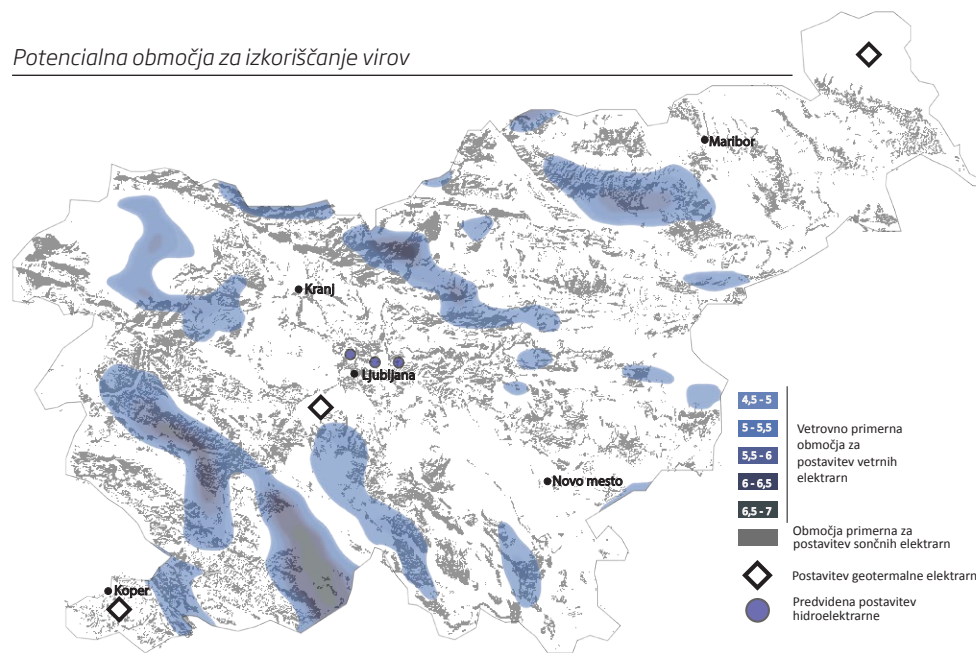 Potencialna območja za izkoriščanje virov
Maribor
Kranj
Ljubljana
Novo mesto
Koper
4,5 - 5
5 - 5,5
5,5 - 6
6 - 6,5
6,5 - 7
Vetrovno primerna
območja za
postavitev vetrnih
elektrarn
Območja primerna za
postavitev sončnih elektrarn
Postavitev geotermalne elektrarn
Predvidena postavitev
hidroelektrarne